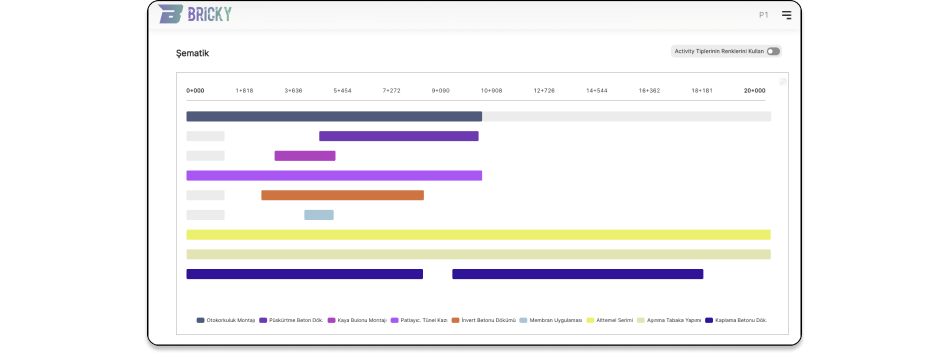 BRICKY
P1
Şematik
Activity Tiplerinin Renklerini Kullan
0+000 1+818 3+636 5+454 7+272 9+090 10+908 12+726 14+544 16+362 18+181 20+000
Otokorkuluk Montajı Püskürtme Beton Dök. Kaya Bulonu Montajı Patlayıc. Tünel Kazı İnvert Betonu Dökümü Membran Uygulaması Alttemel Serimi Aşınma Tabaka Yapımı Kaplama Betonu Dök.